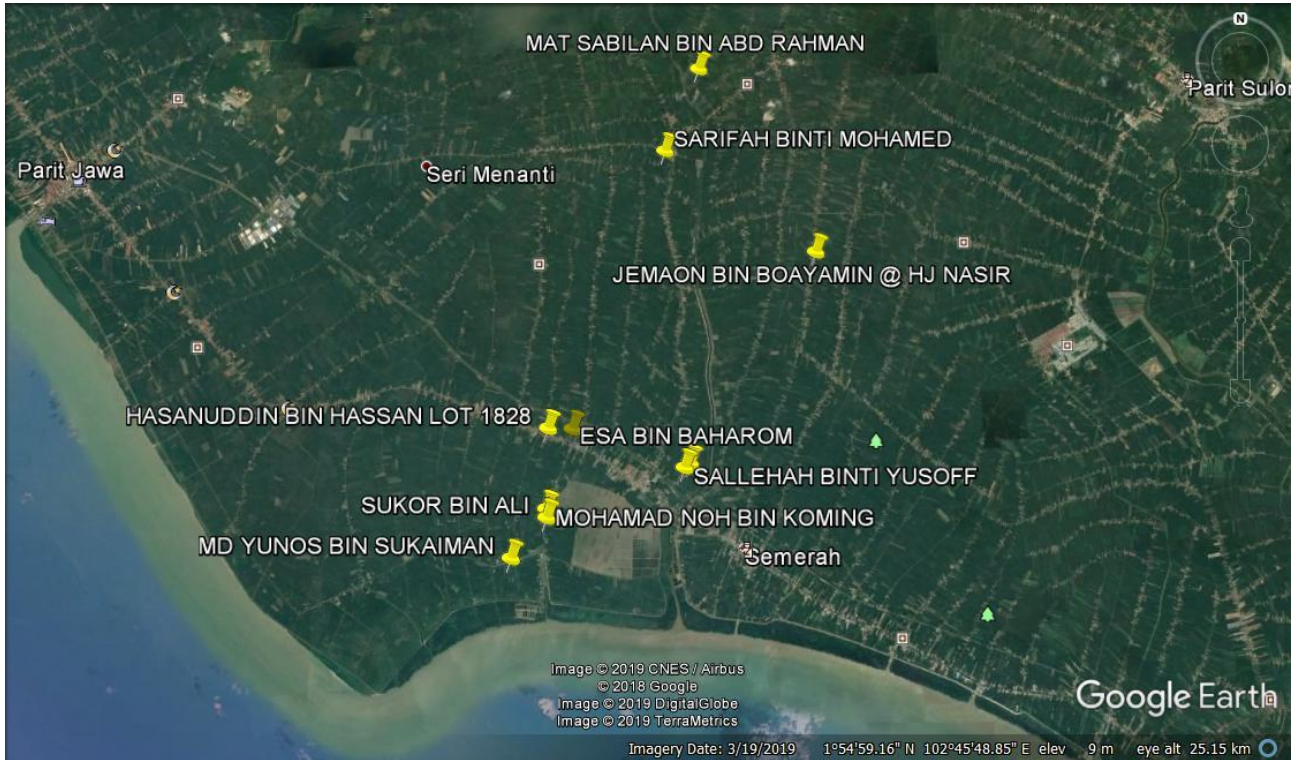 MAT SABILAN BIN ABD RAHMAN
N
Parit Sulon
SARIFAH BINTI MOHAMED
Parit Jawa
Seri Menanti
JEMAON BIN BOAYAMIN @ HJ NASIR
HASANUDDIN BIN HASSAN LOT 1828
ESA BIN BAHAROM
SALLEHAH BINTI YUSOFF
SUKOR BIN ALI
MOHAMAD NOH BIN KOMING
MD YUNOS BIN SUKAIMAN
Semerah
Image © 2019 CNES / Airbus
© 2018 Google
Image © 2019 DigitalGlobe
Image © 2019 TerraMetrics
Google Earth
Imagery Date: 3/19/2019 1°54'59.16" N 102°45'48.85" E elev 9 m eye alt 25.15 km